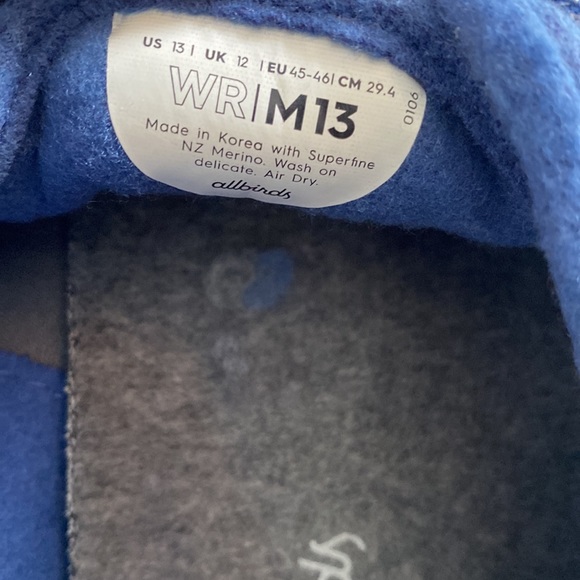 US 13 | UK 12 | EU 45-46 | CM 29.4
WR|M13
0106
Made in Korea with Superfine
NZ Merino. Wash on
delicate. Air Dry.
allbirds